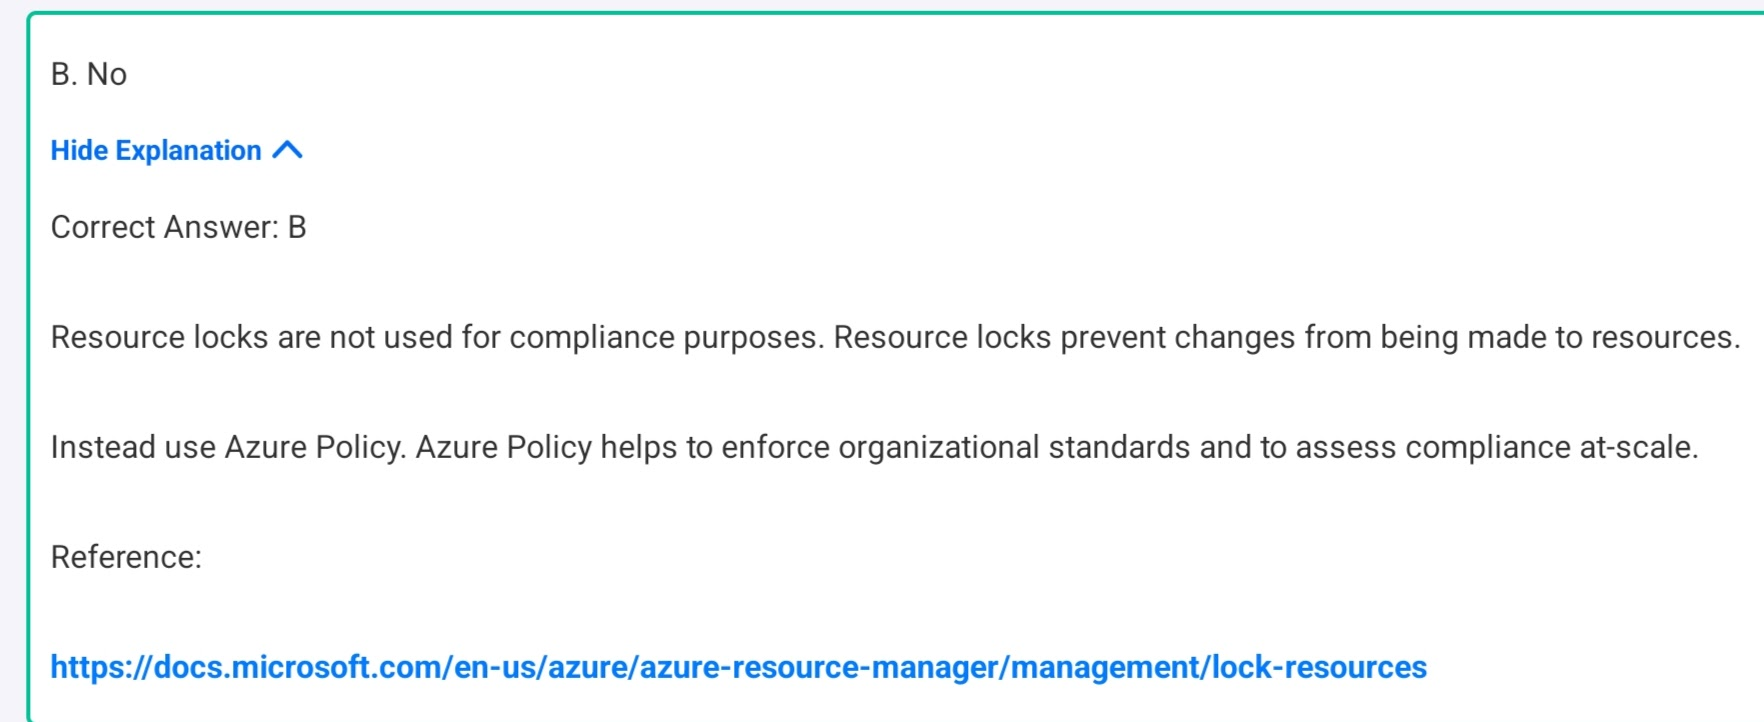 B. No
Hide Explanation
Correct Answer: B
Resource locks are not used for compliance purposes. Resource locks prevent changes from being made to resources.
Instead use Azure Policy. Azure Policy helps to enforce organizational standards and to assess compliance at-scale.
Reference:
https://docs.microsoft.com/en-us/azure/azure-resource-manager/management/lock-resources